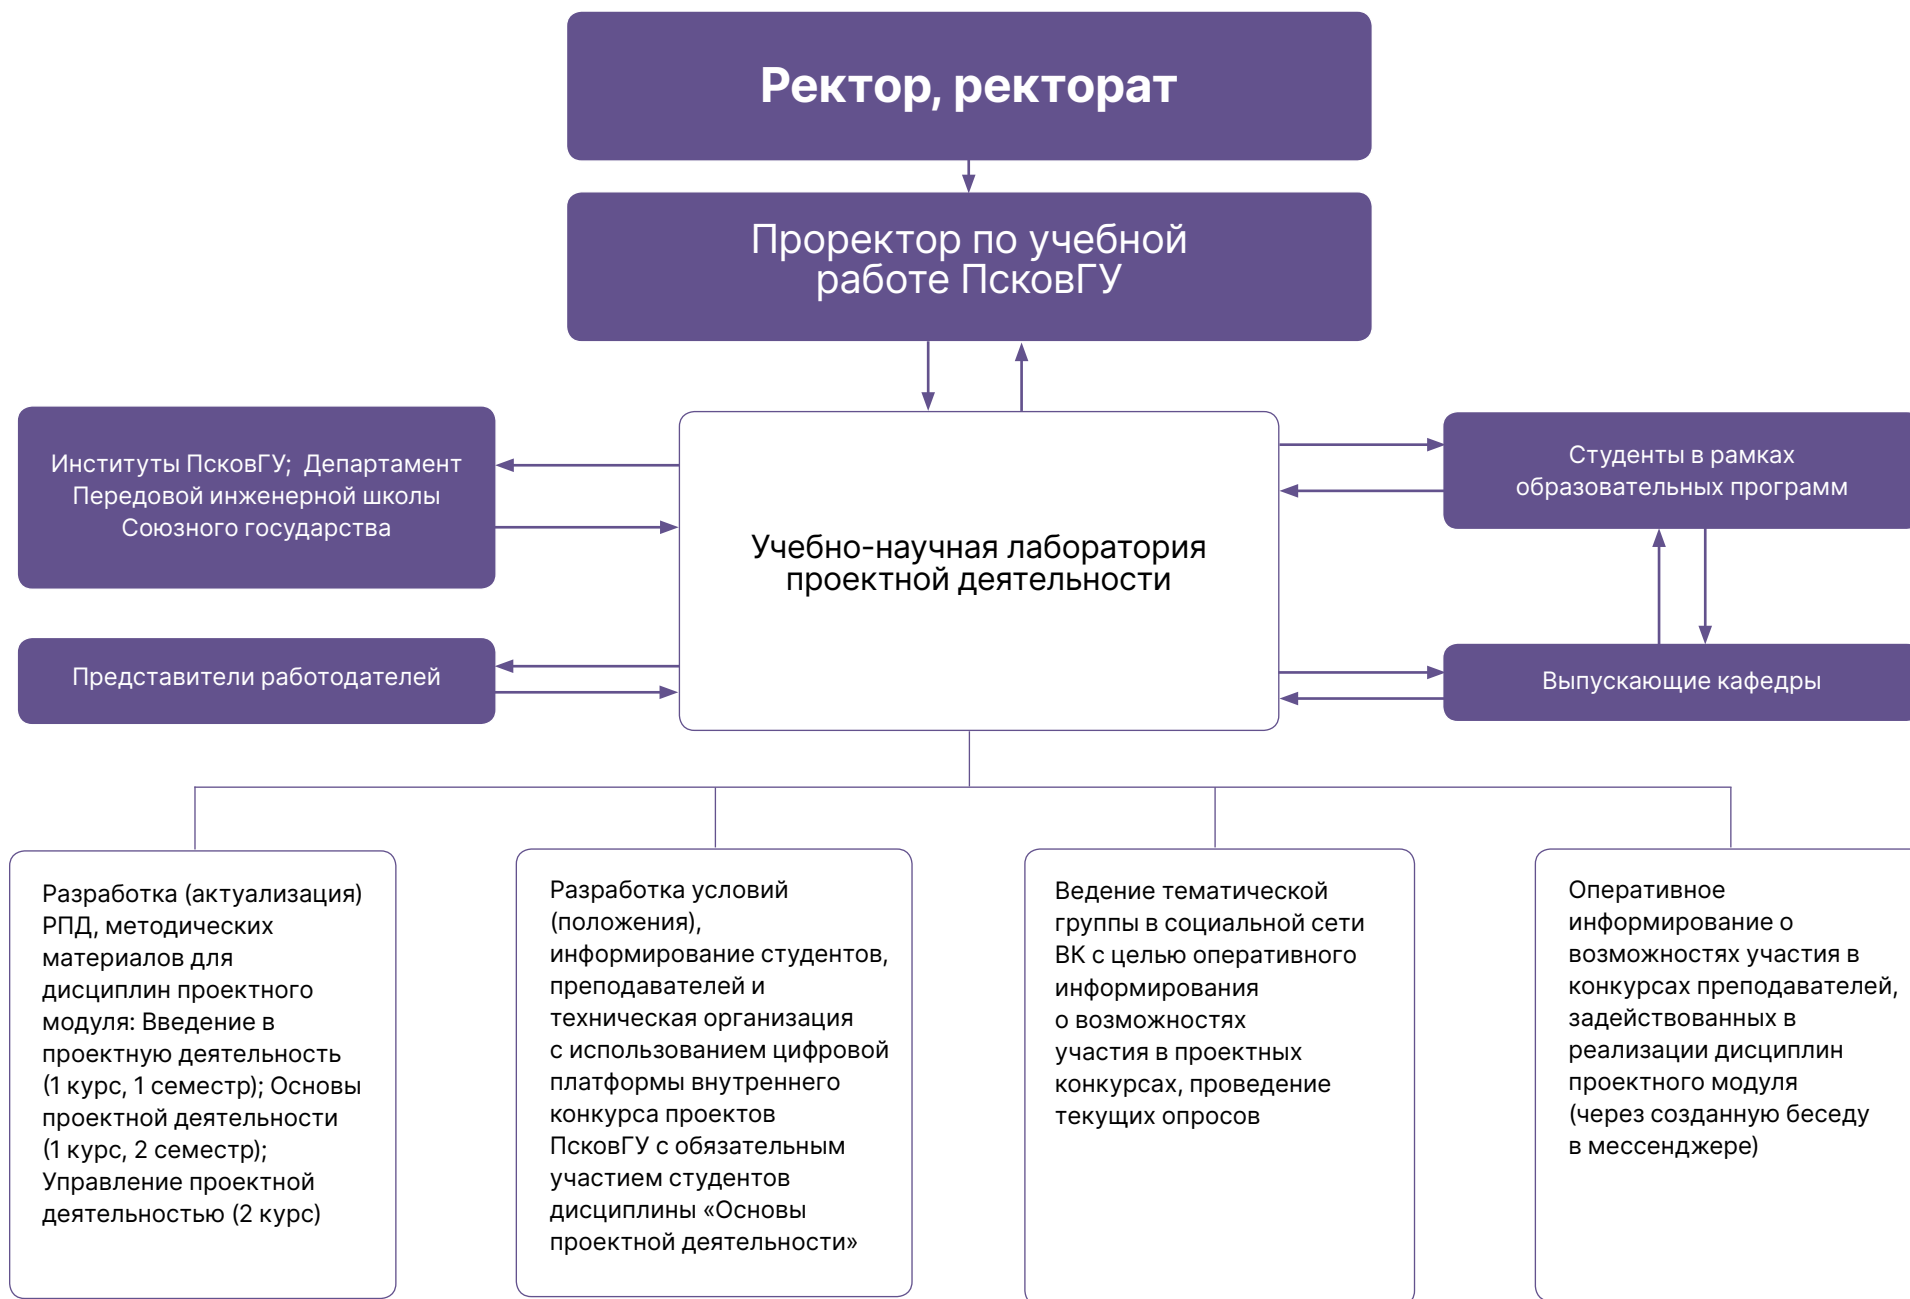 Ректор, ректорат
Проректор по учебной
работе ПсковГУ
Институты ПсковГУ; Департамент
Передовой инженерной школы
Союзного государства
Представители работодателей
Учебно-научная лаборатория
проектной деятельности
Студенты в рамках
образовательных программ
Выпускающие кафедры
Разработка (актуализация)
РПД, методических
материалов для
дисциплин проектного
модуля: Введение в
проектную деятельность
(1 курс, 1 семестр); Основы
проектной деятельности
(1 курс, 2 семестр);
Управление проектной
деятельностью (2 курс)
Разработка условий
(положения),
информирование студентов,
преподавателей и
техническая организация
с использованием цифровой
платформы внутреннего
конкурса проектов
ПсковГУ с обязательным
участием студентов
дисциплины «Основы
проектной деятельности»
Ведение тематической
группы в социальной сети
ВК с целью оперативного
информирования
о возможностях
участия в проектных
конкурсах, проведение
текущих опросов
Оперативное
информирование о
возможностях участия в
конкурсах преподавателей,
задействованных в
реализации дисциплин
проектного модуля
(через созданную беседу
в мессенджере)